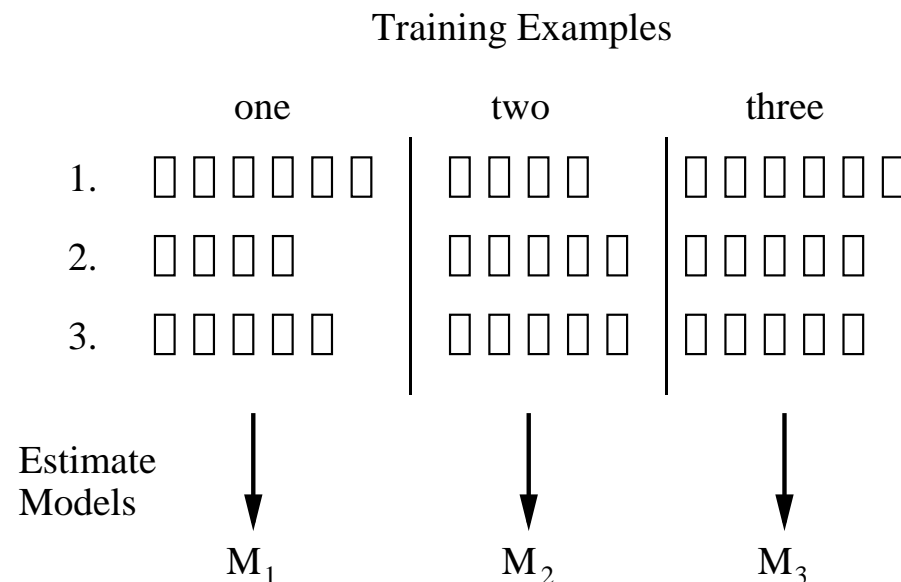 Training Examples
one two three
1.
2.
3.
Estimate
Models
M₁ M₂ M₃